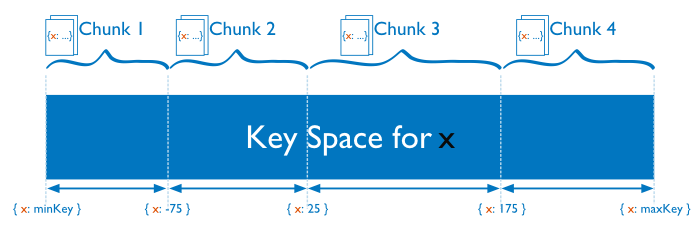 Chunk 1
Chunk 2
Chunk 3
Chunk 4
{x: ...}
{x: ...}
{x: ...}
{x: ...}
Key Space for x
{ x: minKey }
{ x: -75 }
{ x: 25 }
{ x: 175 }
{ x: maxKey }